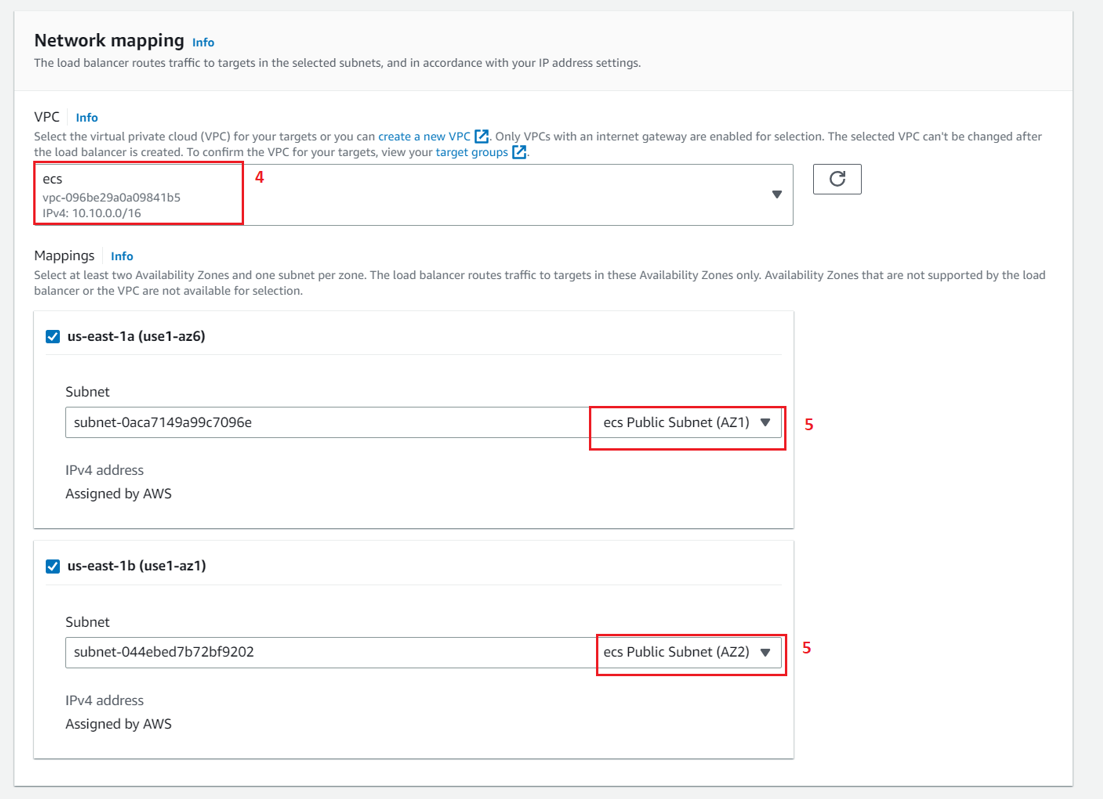 Network mapping Info
The load balancer routes traffic to targets in the selected subnets, and in accordance with your IP address settings.
VPC Info
Select the virtual private cloud (VPC) for your targets or you can create a new VPC. Only VPCs with an internet gateway are enabled for selection. The selected VPC can't be changed after
the load balancer is created. To confirm the VPC for your targets, view your target groups.
ecs 4
vpc-096be29a0a09841b5
IPv4: 10.10.0.0/16
Mappings Info
Select at least two Availability Zones and one subnet per zone. The load balancer routes traffic to targets in these Availability Zones only. Availability Zones that are not supported by the load
balancer or the VPC are not available for selection.
us-east-1a (use1-az6)
Subnet
subnet-0aca7149a99c7096e ecs Public Subnet (AZ1) 5
IPv4 address
Assigned by AWS
us-east-1b (use1-az1)
Subnet
subnet-044ebed7b72bf9202 ecs Public Subnet (AZ2) 5
IPv4 address
Assigned by AWS